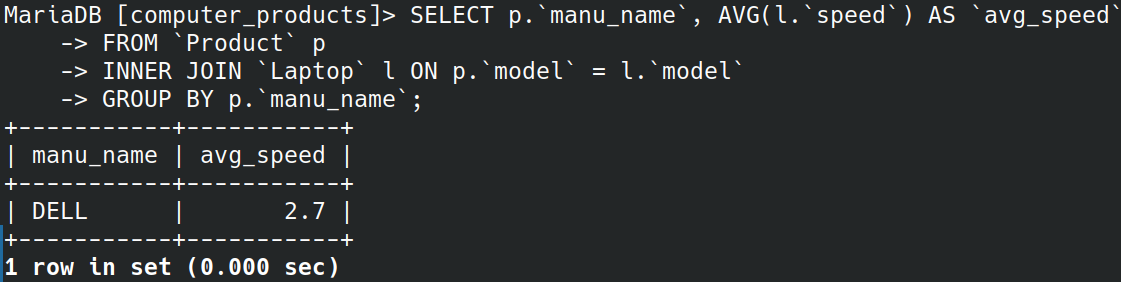 MariaDB [computer_products]> SELECT p.`manu_name`, AVG(l.`speed`) AS `avg_speed`
    -> FROM `Product` p
    -> INNER JOIN `Laptop` l ON p.`model` = l.`model`
    -> GROUP BY p.`manu_name`;
+-----------+-----------+
| manu_name | avg_speed |
+-----------+-----------+
| DELL      |       2.7 |
+-----------+-----------+
1 row in set (0.000 sec)